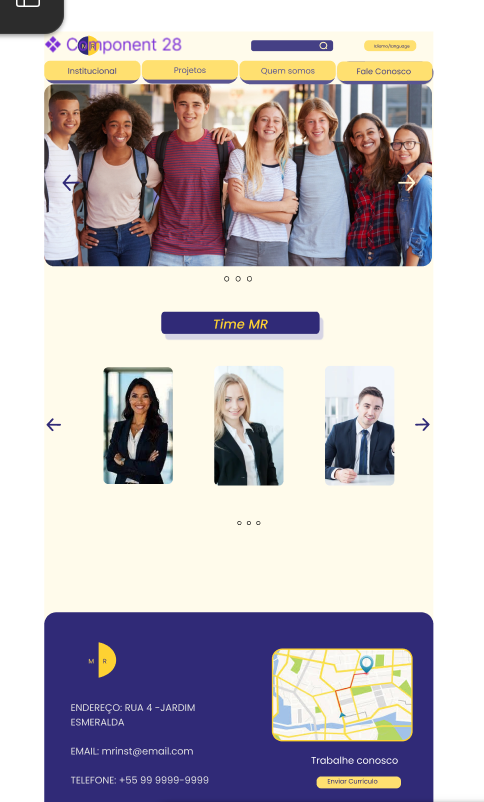 Component 28
M R
Idioma/language
Institucional
Projetos
Quem somos
Fale Conosco
Time MR
M R
ENDEREÇO: RUA 4 -JARDIM
ESMERALDA
EMAIL: mrinst@email.com
TELEFONE: +55 99 9999-9999
Trabalhe conosco
Enviar Currículo